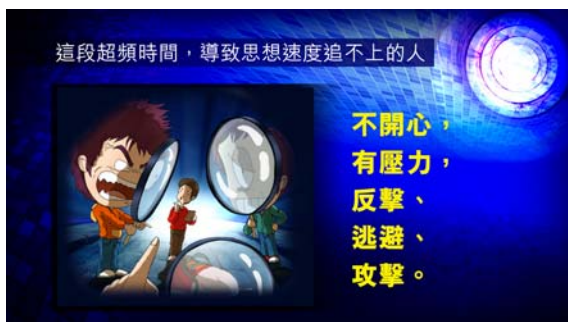 這段超頻時間，導致思想速度追不上的人
不開心，
有壓力，
反擊、
逃避、
攻擊。